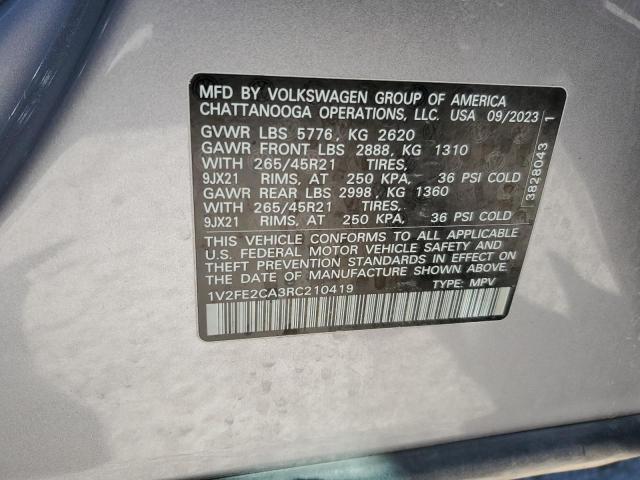 MFD BY VOLKSWAGEN GROUP OF AMERICA
CHATTANOOGA OPERATIONS, LLC. USA 09/2023
GVWR LBS 5776, KG 2620
GAWR FRONT LBS 2888, KG 1310
WITH 265/45R21 TIRES,
9JX21 RIMS, AT 250 KPA, 36 PSI COLD
GAWR REAR LBS 2998, KG 1360
WITH 265/45R21 TIRES,
9JX21 RIMS, AT 250 KPA, 36 PSI COLD
THIS VEHICLE CONFORMS TO ALL APPLICABLE
U.S. FEDERAL MOTOR VEHICLE SAFETY AND
THEFT PREVENTION STANDARDS IN EFFECT ON
THE DATE OF MANUFACTURE SHOWN ABOVE.
1V2FE2CA3RC210419 TYPE: MPV
3828043 1